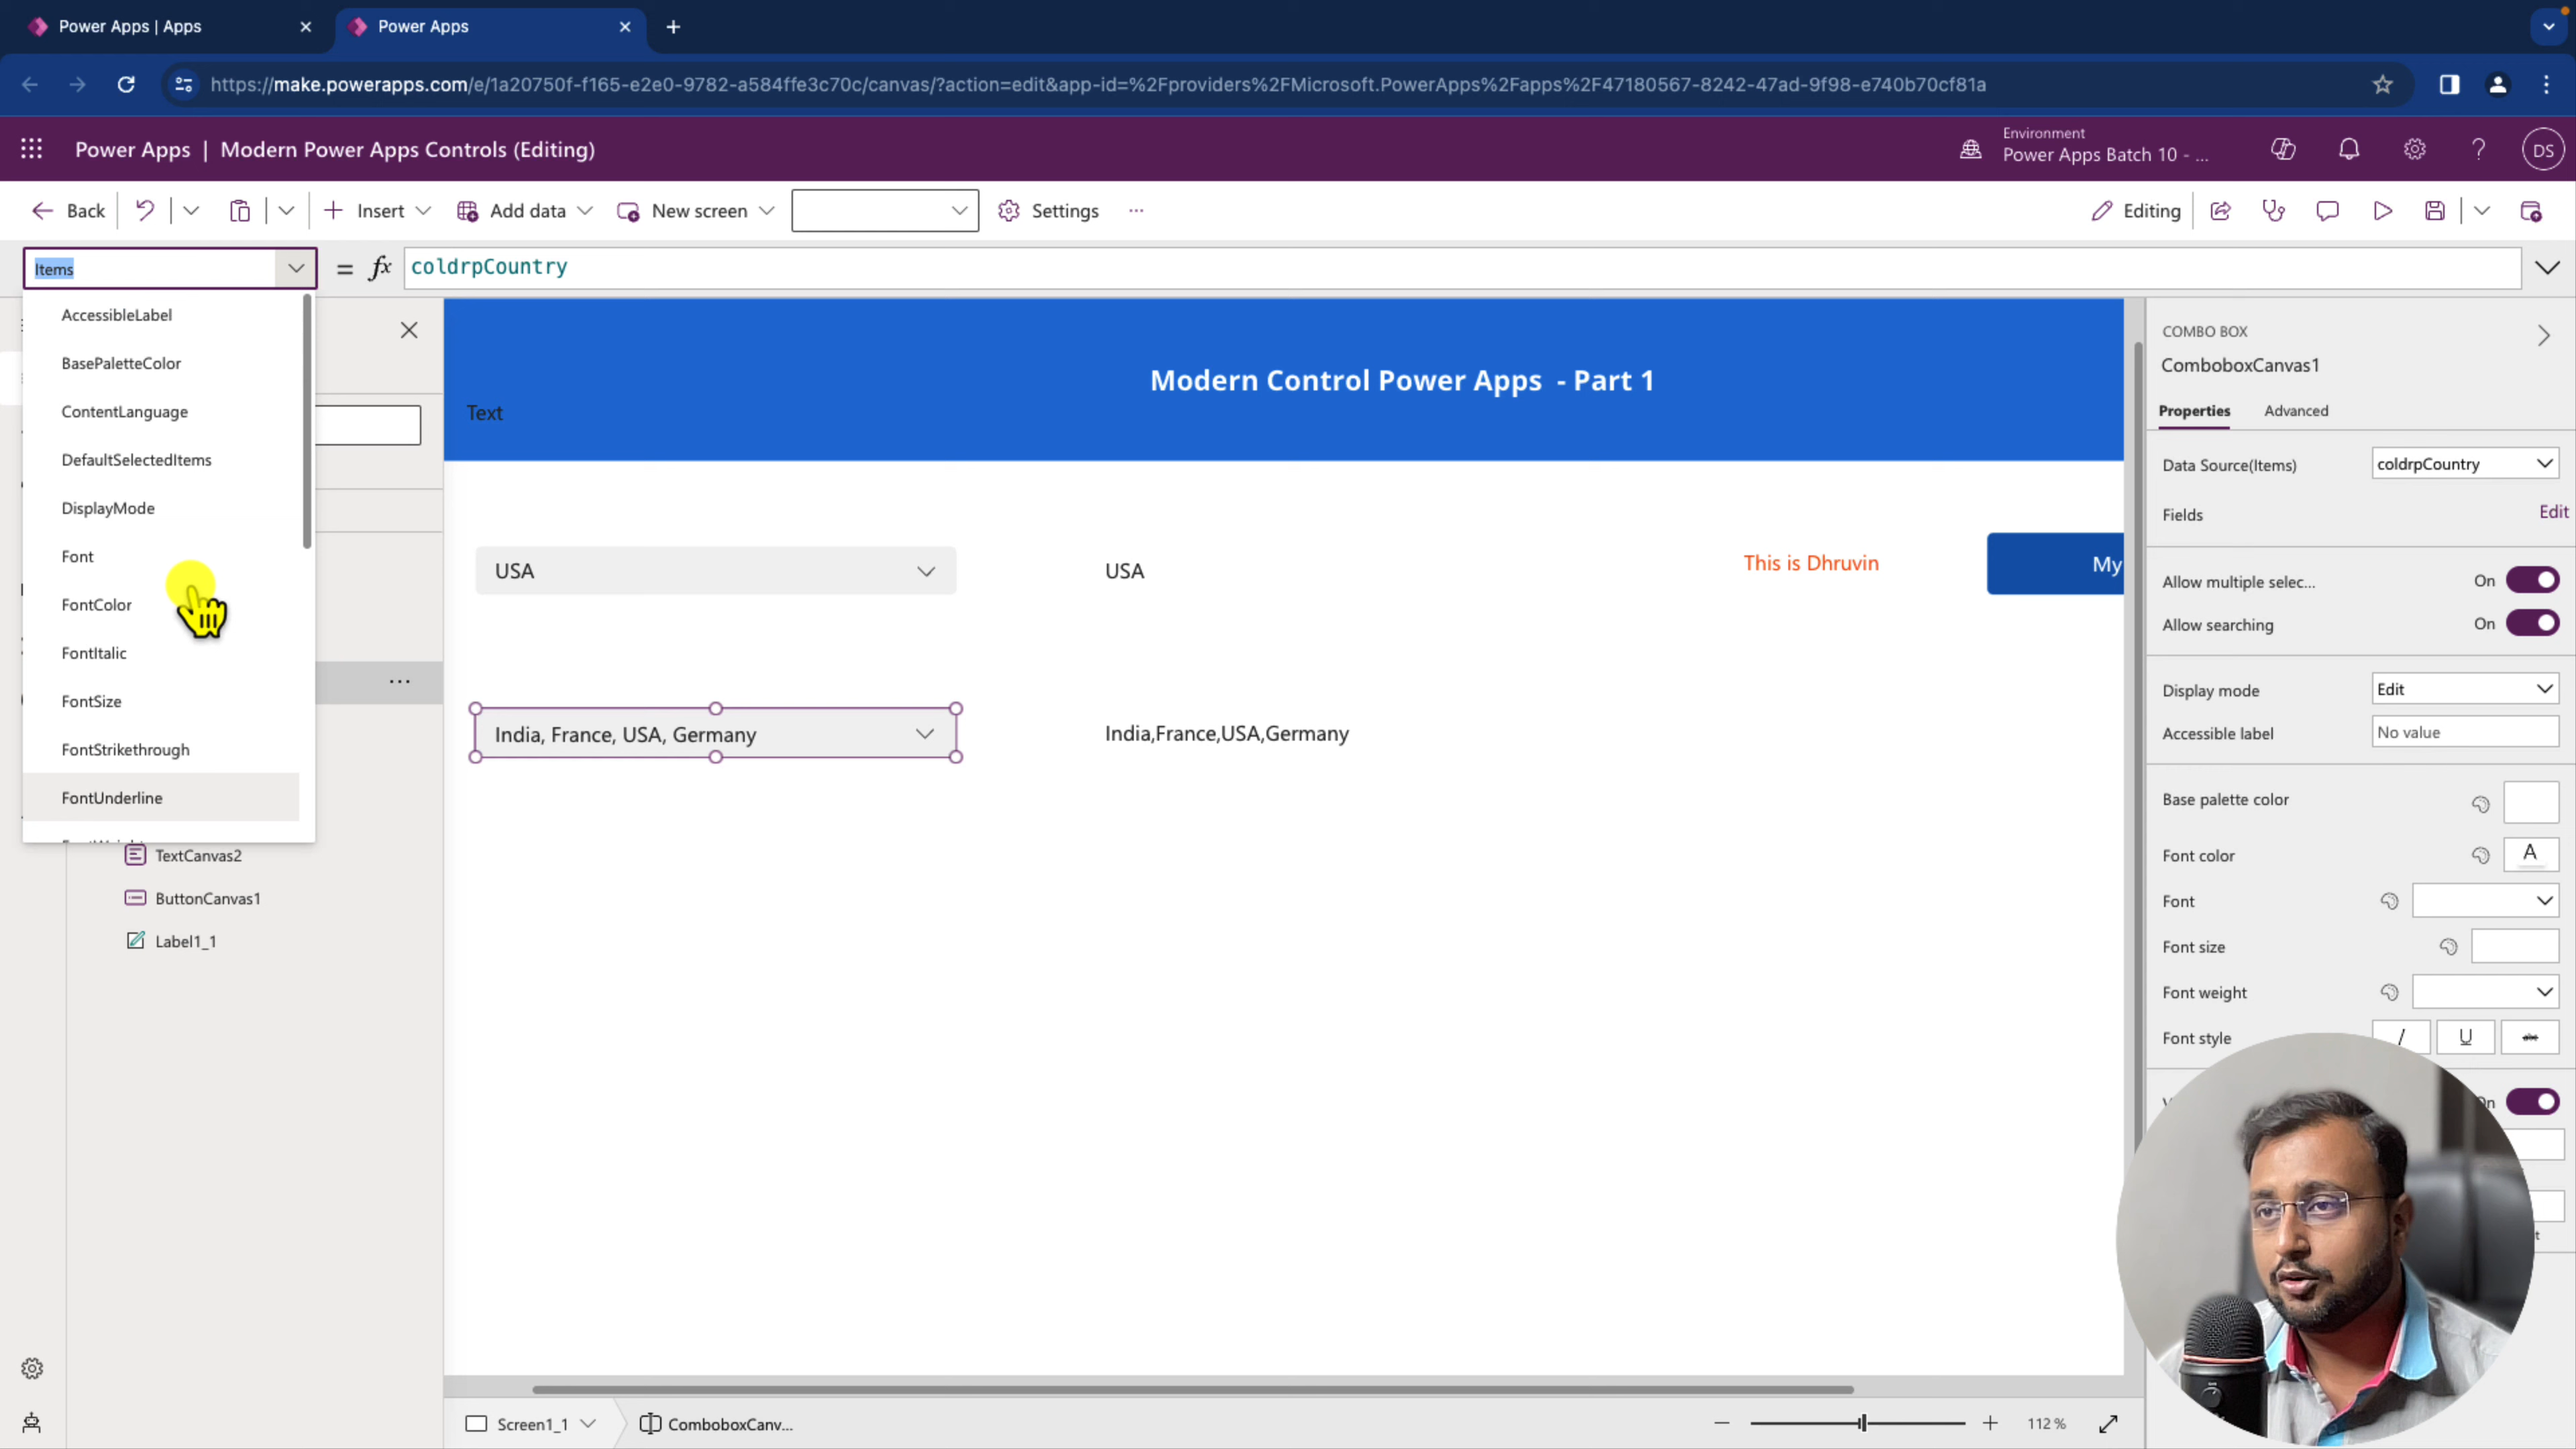 Power Apps | Apps
Power Apps
https://make.powerapps.com/e/1a20750f-f165-e2e0-9782-a584ffe3c70c/canvas/?action=edit&app-id=%2Fproviders%2FMicrosoft.PowerApps%2Fapps%2F47180567-8242-47ad-9f98-e740b70cf81a
Power Apps | Modern Power Apps Controls (Editing)
Environment
Power Apps Batch 10 - ...
DS
Back
Insert
Add data
New screen
Settings
Editing
Items
= fx coldrpCountry
AccessibleLabel
BasePaletteColor
ContentLanguage
DefaultSelectedItems
DisplayMode
Font
FontColor
FontItalic
FontSize
FontStrikethrough
FontUnderline
TextCanvas2
ButtonCanvas1
Label1_1
Modern Control Power Apps - Part 1
Text
USA
USA
This is Dhruvin
My
India, France, USA, Germany
India,France,USA,Germany
COMBO BOX
ComboboxCanvas1
Properties
Advanced
Data Source(Items)
coldrpCountry
Fields
Edit
Allow multiple selec...
On
Allow searching
On
Display mode
Edit
Accessible label
No value
Base palette color
Font color
A
Font
Font size
Font weight
Font style
/ U abc
Screen1_1
ComboboxCanv...
112 %